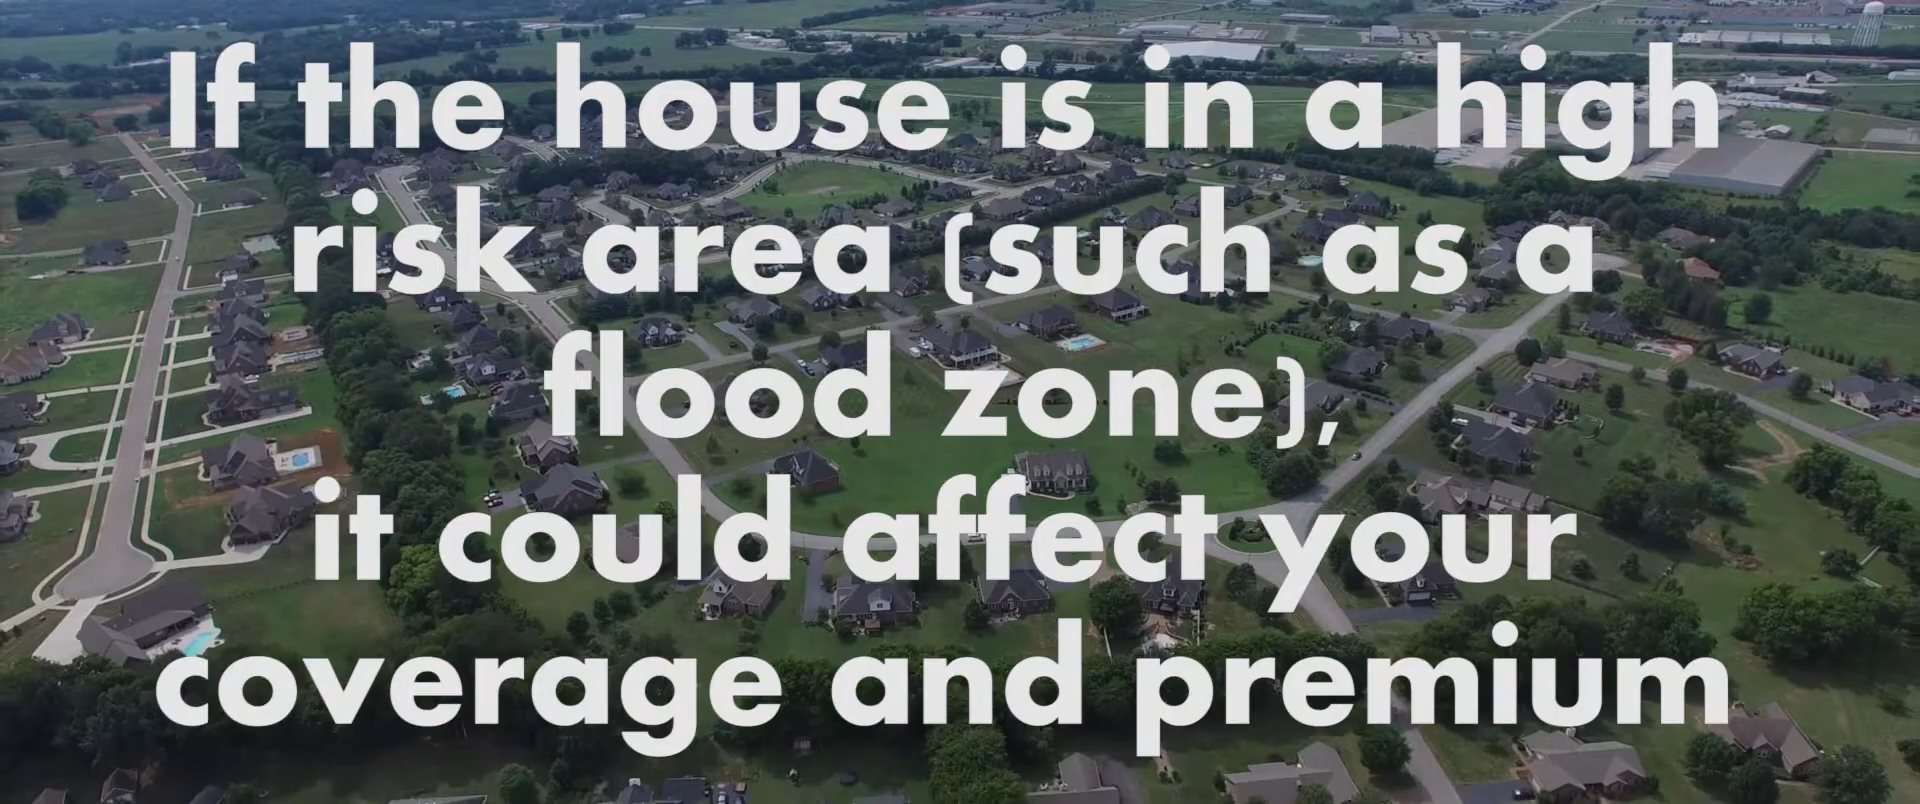 If the house is in a high
risk area (such as a
flood zone),
it could affect your
coverage and premium